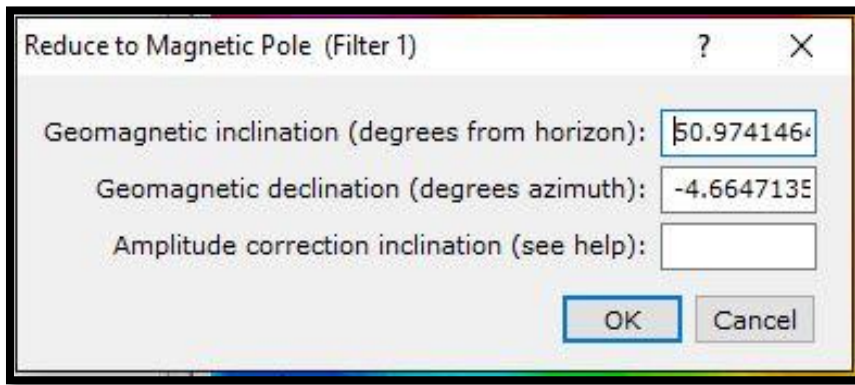 Reduce to Magnetic Pole (Filter 1) ? ×
Geomagnetic inclination (degrees from horizon): 50.9741464
Geomagnetic declination (degrees azimuth): -4.6647135
Amplitude correction inclination (see help):
OK Cancel